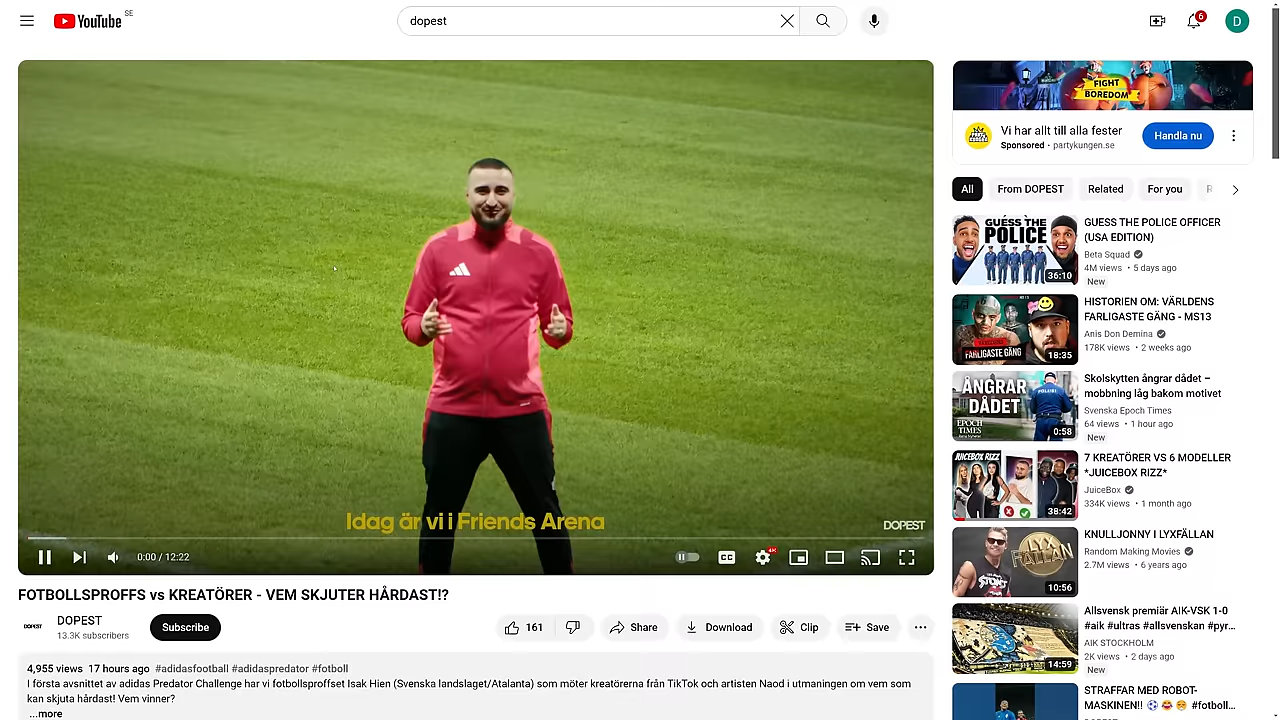 YouTube SE
dopest
6
D
FIGHT
BOREDOM
Vi har allt till alla fester
Sponsored · partykungen.se
Handla nu
All
From DOPEST
Related
For you
Idag är vi i Friends Arena
DOPEST
0:00 / 12:22
CC
4K
FOTBOLLSPROFFS vs KREATÖRER - VEM SKJUTER HÅRDAST!?
DOPEST
DOPEST
13.3K subscribers
Subscribe
161
Share
Download
Clip
Save
4,955 views 17 hours ago #adidasfootball #adidaspredator #fotboll
I första avsnittet av adidas Predator Challenge har vi fotbollsproffset Isak Hien (Svenska landslaget/Atalanta) som möter kreatörerna från TikTok och artisten Naod i utmaningen om vem som
kan skjuta hårdast! Vem vinner?
...more
GUESS THE
POLICE
36:10
GUESS THE POLICE OFFICER
(USA EDITION)
Beta Squad
4M views · 5 days ago
New
FARLIGASTE GÄNG
18:35
HISTORIEN OM: VÄRLDENS
FARLIGASTE GÄNG - MS13
Anis Don Demina
178K views · 2 weeks ago
ÅNGRAR
DÅDET
POLISI
EPOCH
TIMES
0:58
Skolskytten ångrar dådet –
mobbning låg bakom motivet
Svenska Epoch Times
64 views · 1 hour ago
New
JUICEBOX RIZZ
38:42
7 KREATÖRER VS 6 MODELLER
*JUICEBOX RIZZ*
JuiceBox
334K views · 1 month ago
LYX
FÄLLAN
10:56
KNULLJONNY I LYXFÄLLAN
Random Making Movies
2.7M views · 6 years ago
14:59
Allsvensk premiär AIK-VSK 1-0
#aik #ultras #allsvenskan #pyr...
AIK STOCKHOLM
2K views · 2 days ago
New
STRAFFAR MED ROBOT-
MASKINEN!! ⚽ #fotboll...